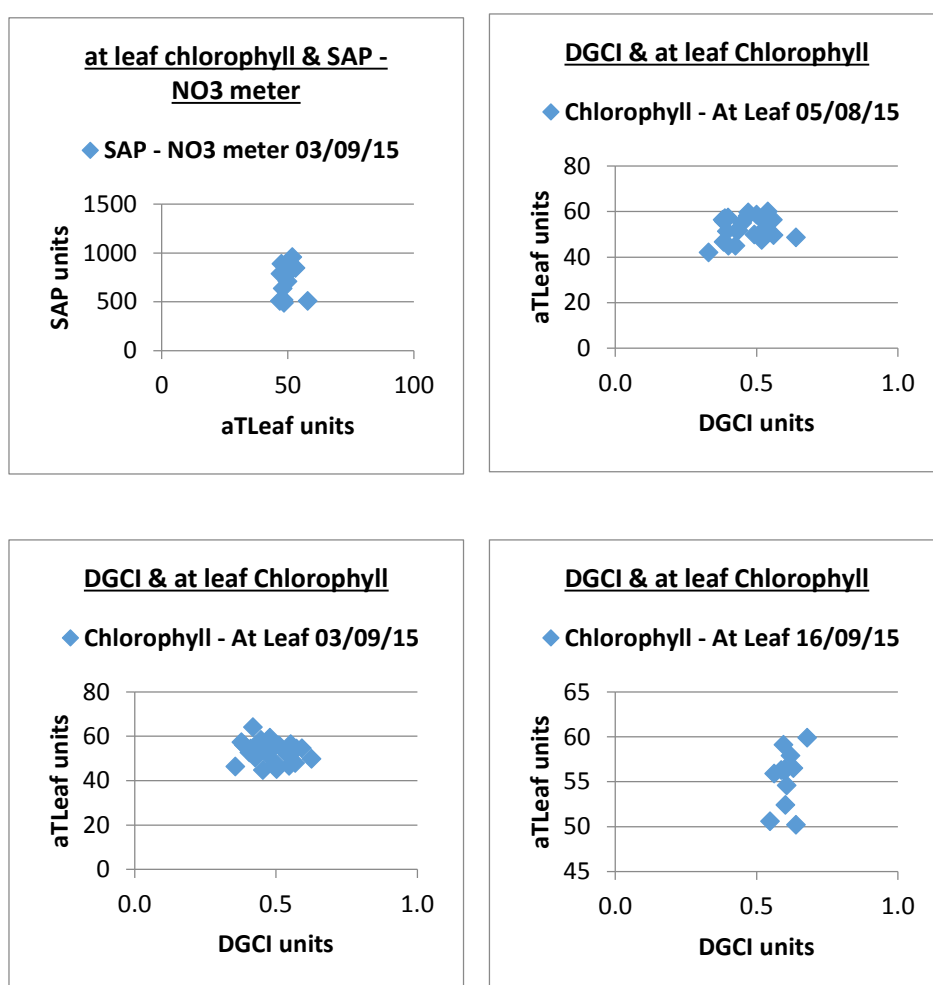 at leaf chlorophyll & SAP -
NO3 meter
SAP - NO3 meter 03/09/15
1500
1000
500
0
0 50 100
SAP units
aTLeaf units
DGCI & at leaf Chlorophyll
Chlorophyll - At Leaf 05/08/15
80
60
40
20
0
0.0 0.5 1.0
aTLeaf units
DGCI units
DGCI & at leaf Chlorophyll
Chlorophyll - At Leaf 03/09/15
80
60
40
20
0
0.0 0.5 1.0
aTLeaf units
DGCI units
DGCI & at leaf Chlorophyll
Chlorophyll - At Leaf 16/09/15
65
60
55
50
45
0.0 0.5 1.0
aTLeaf units
DGCI units